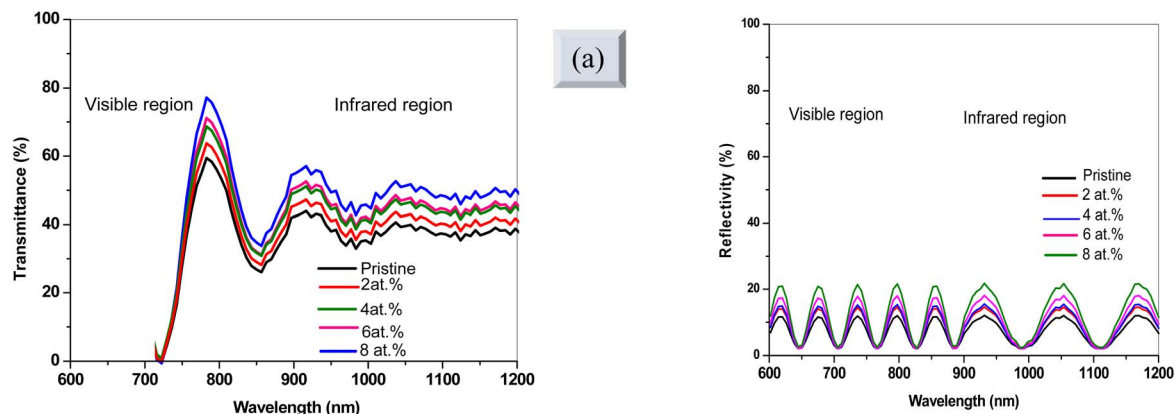 100
80
60
40
20
0
Transmittance (%)
Visible region
Infrared region
Pristine
2at.%
4at.%
6at.%
8 at.%
600 700 800 900 1000 1100 1200
Wavelength (nm)
(a)
100
80
60
40
20
0
Reflectivity (%)
Visible region
Infrared region
Pristine
2 at.%
4 at.%
6 at.%
8 at.%
600 700 800 900 1000 1100 1200
Wavelength (nm)